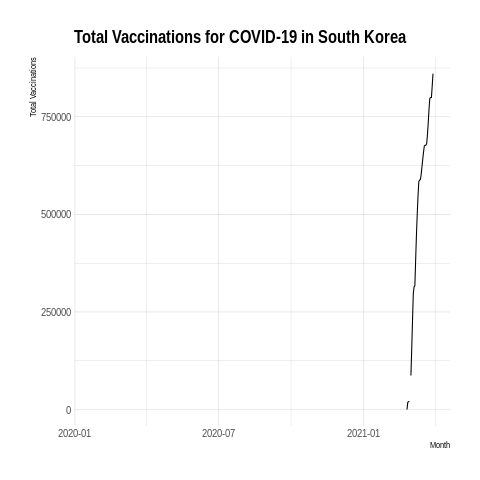 Total Vaccinations for COVID-19 in South Korea
Total Vaccinations
750000
500000
250000
0
2020-01
2020-07
2021-01
Month